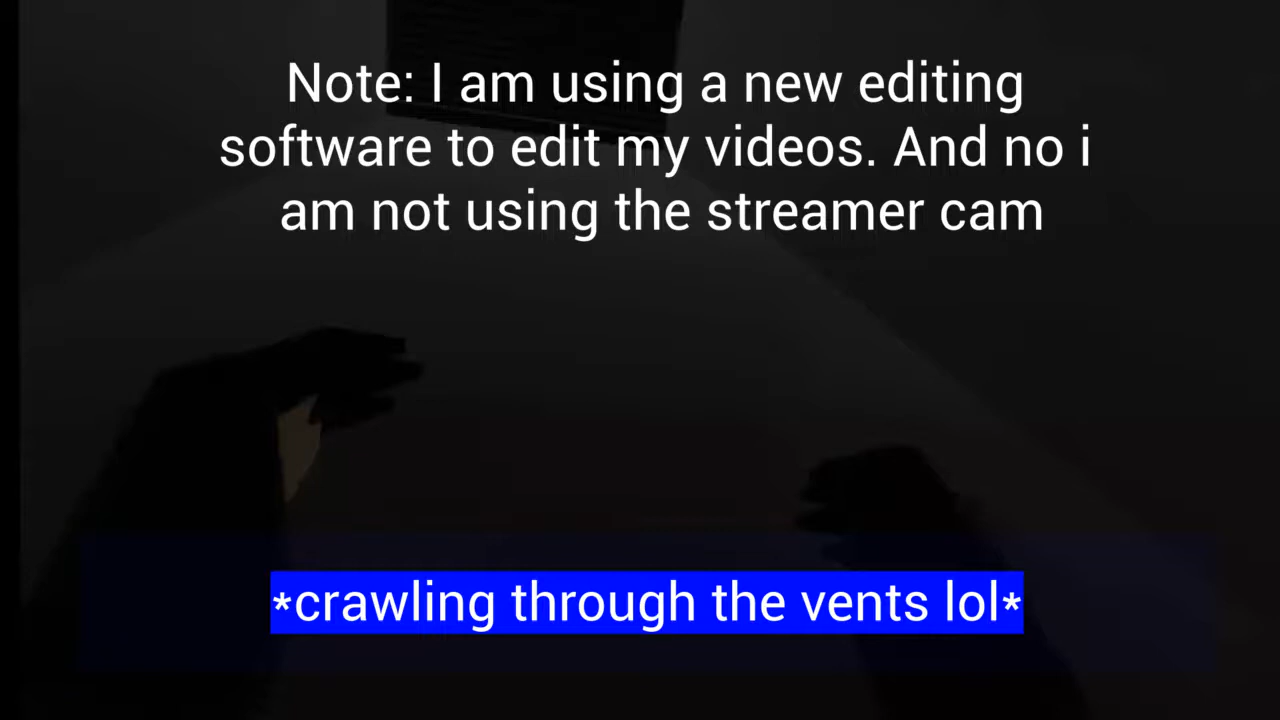 Note: I am using a new editing
software to edit my videos. And no i
am not using the streamer cam
*crawling through the vents lol*